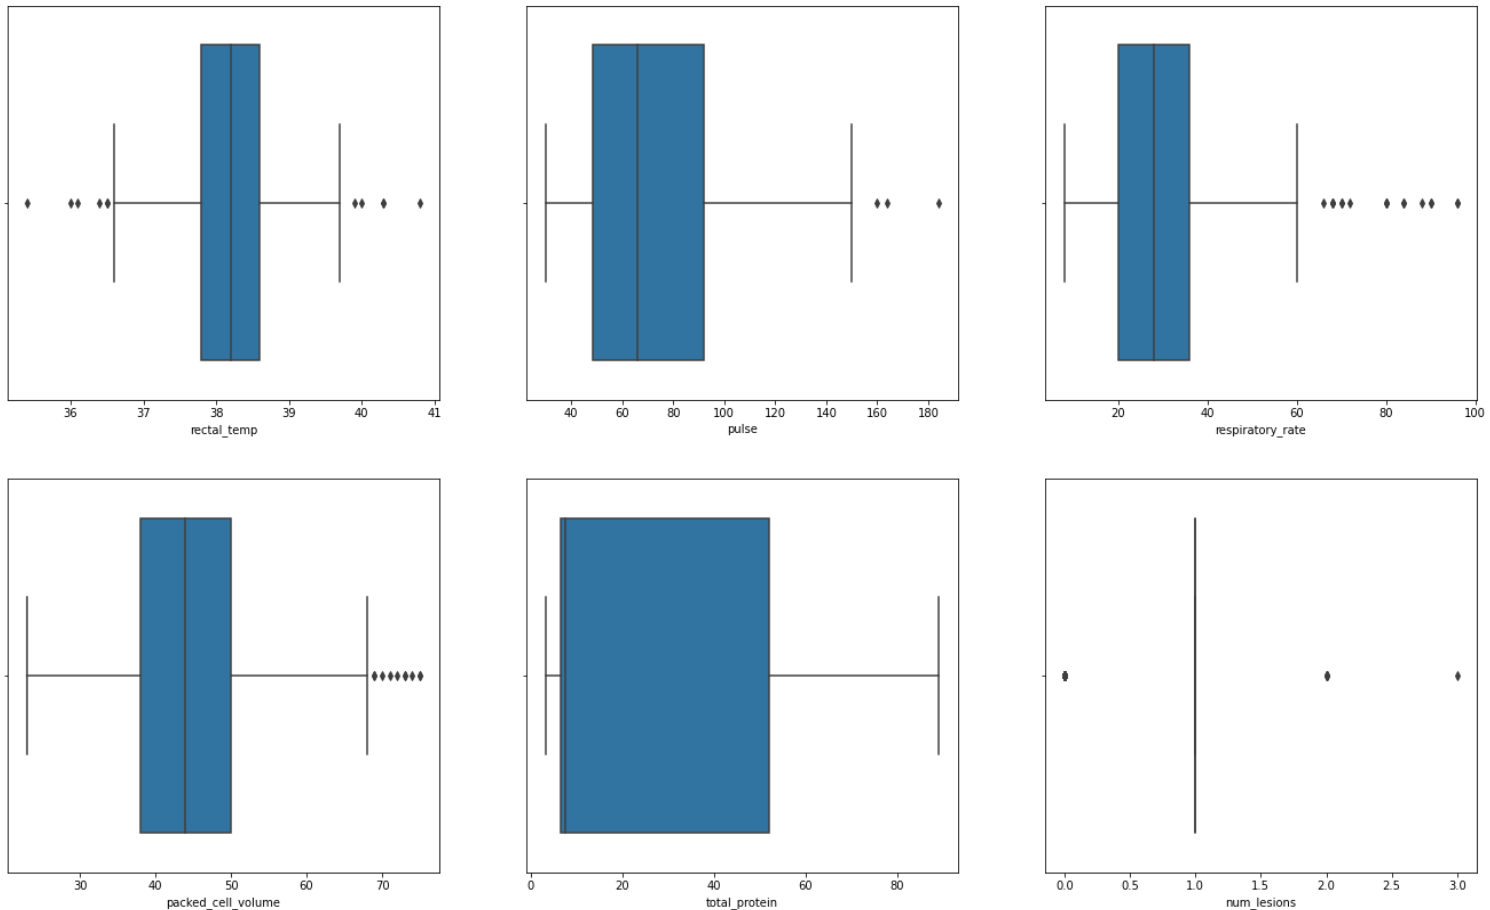 36 37 38 39 40 41
rectal_temp
40 60 80 100 120 140 160 180
pulse
20 40 60 80 100
respiratory_rate
30 40 50 60 70
packed_cell_volume
0 20 40 60 80
total_protein
0.0 0.5 1.0 1.5 2.0 2.5 3.0
num_lesions